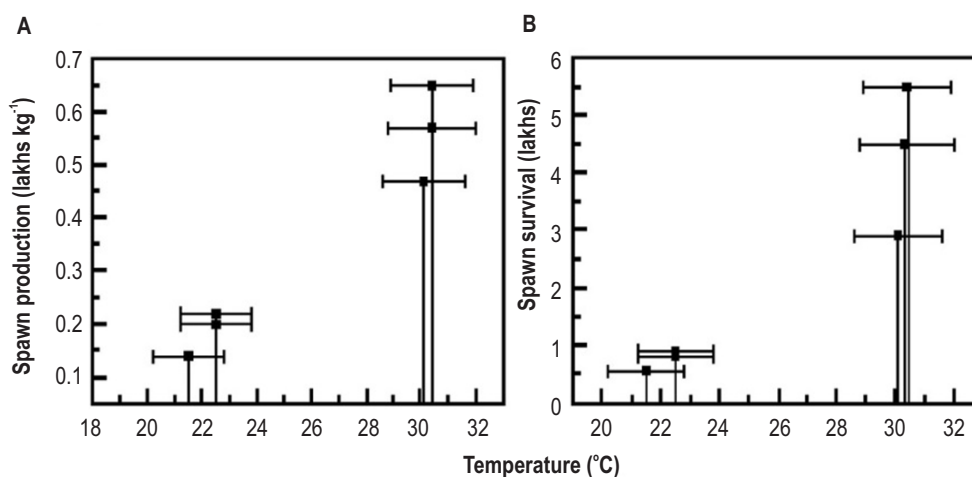 A
Spawn production (lakhs kg⁻¹)
0.7
0.6
0.5
0.4
0.3
0.2
0.1
18 20 22 24 26 28 30 32
B
Spawn survival (lakhs)
6
5
4
3
2
1
0
20 22 24 26 28 30 32
Temperature (°C)